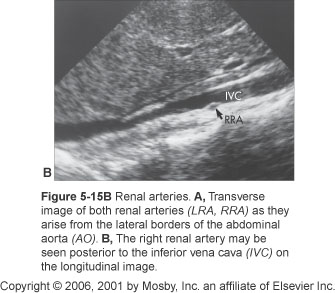 IVC
RRA
B
Figure 5-15B Renal arteries. A, Transverse
image of both renal arteries (LRA, RRA) as they
arise from the lateral borders of the abdominal
aorta (AO). B, The right renal artery may be
seen posterior to the inferior vena cava (IVC) on
the longitudinal image.
Copyright © 2006, 2001 by Mosby, Inc. an affiliate of Elsevier Inc.